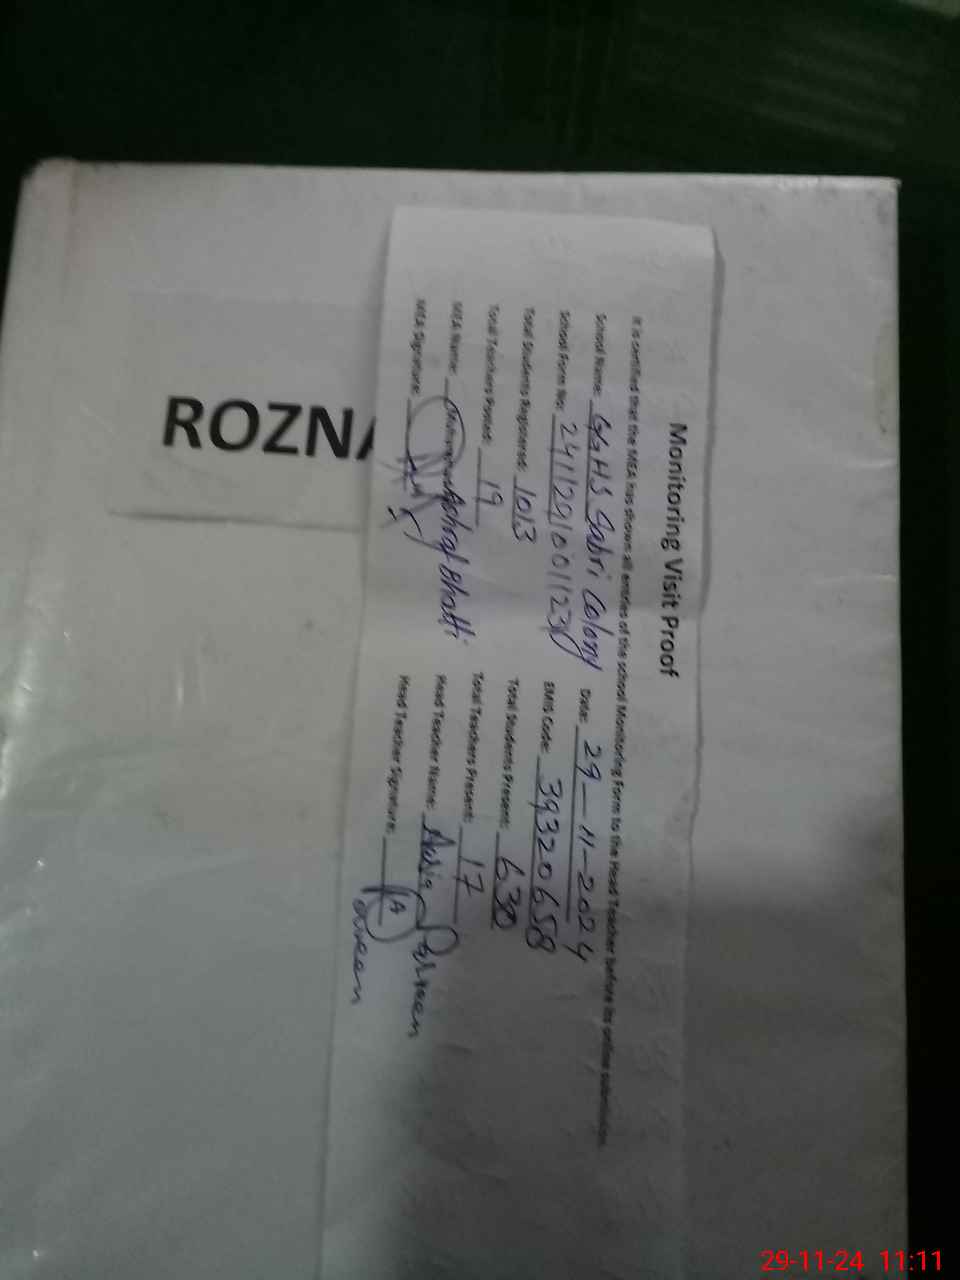 Monitoring Visit Proof
It is certified that the MEA has shown all entries of the school Monitoring Form to the Head Teacher before its online submission.
School Name: GGHS Sabri Colony Date: 29-11-2024
School Form No: EMIS Code: 39320658
Total Students Registered: 1013 Total Students Present: 630
Total Teachers Posted: 19 Total Teachers Present: 17
MEA Name: Muhammad Ashraf Bhatti Head Teacher Name: Parveen
MEA Signature: Head Teacher Signature:
ROZNA
29-11-24 11:11